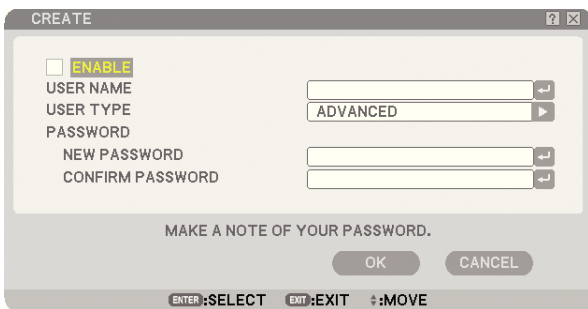 CREATE
ENABLE
USER NAME
USER TYPE ADVANCED
PASSWORD
NEW PASSWORD
CONFIRM PASSWORD
MAKE A NOTE OF YOUR PASSWORD.
OK CANCEL
ENTER:SELECT EXIT:EXIT :MOVE